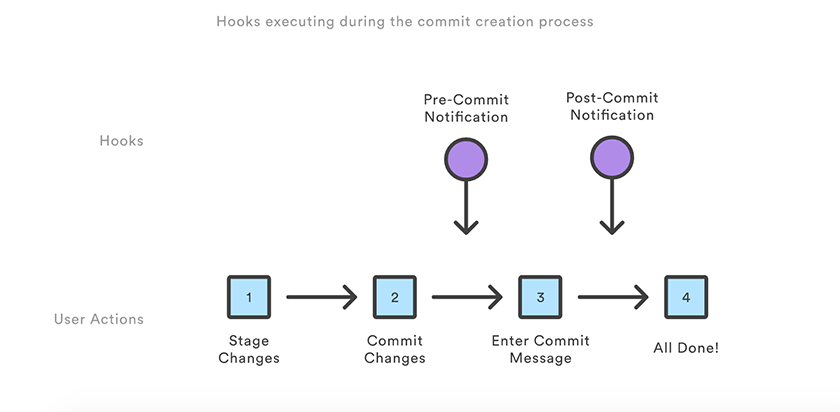 Hooks executing during the commit creation process
Pre-Commit
Notification
Post-Commit
Notification
Hooks
1
2
3
4
User Actions
Stage
Changes
Commit
Changes
Enter Commit
Message
All Done!